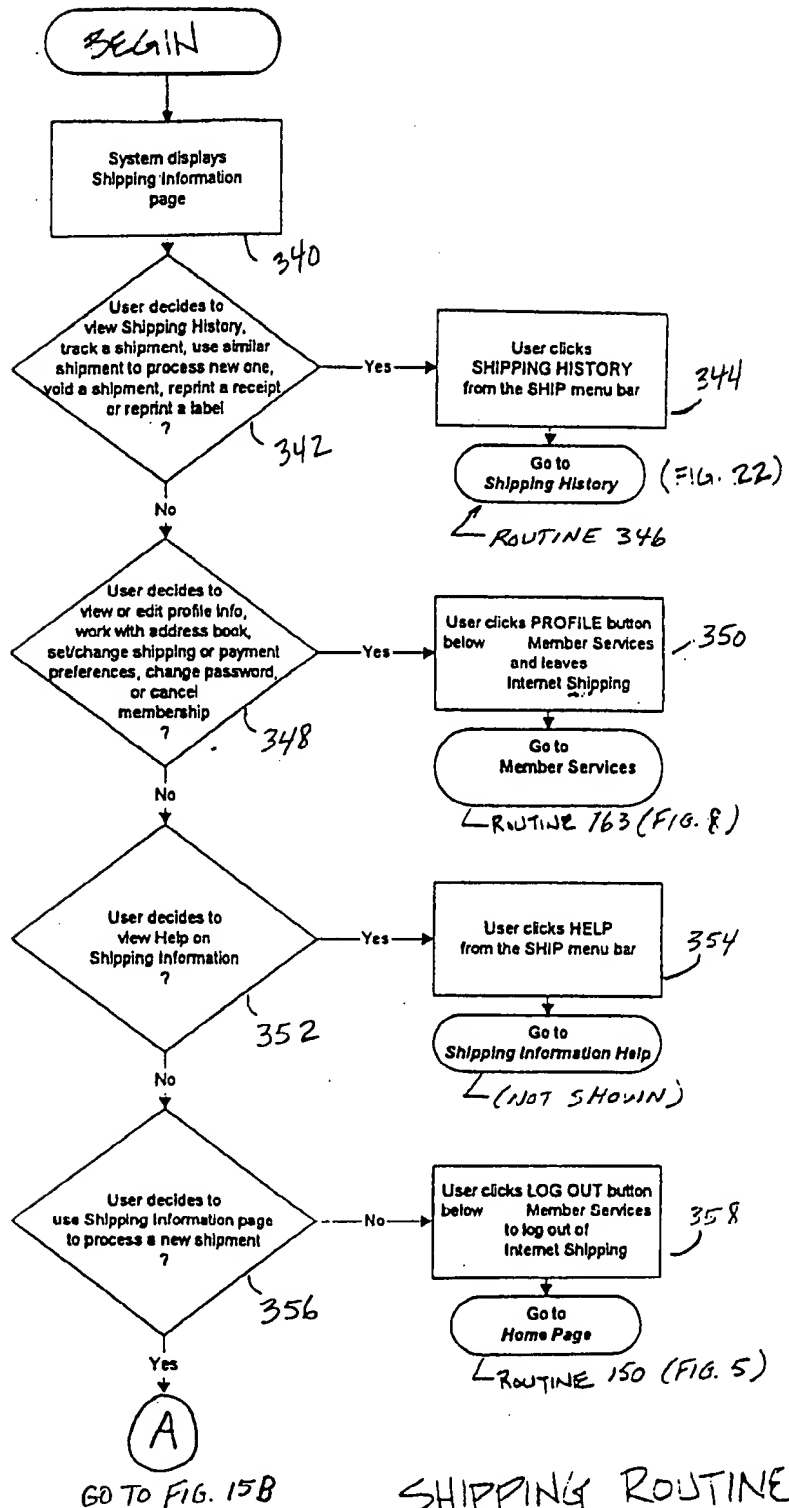 BEGIN
System displays
Shipping Information
page
340
User decides to
view Shipping History,
track a shipment, use similar
shipment to process new one,
void a shipment, reprint a receipt
or reprint a label
?
342
Yes
User clicks
SHIPPING HISTORY
from the SHIP menu bar
344
Go to
Shipping History
(FIG. 22)
ROUTINE 346
No
User decides to
view or edit profile info,
work with address book,
set/change shipping or payment
preferences, change password,
or cancel
membership
?
348
Yes
User clicks PROFILE button
below Member Services
and leaves
Internet Shipping
350
Go to
Member Services
ROUTINE 163 (FIG. 8)
No
User decides to
view Help on
Shipping Information
?
352
Yes
User clicks HELP
from the SHIP menu bar
354
Go to
Shipping Information Help
(NOT SHOWN)
No
User decides to
use Shipping Information page
to process a new shipment
?
356
No
User clicks LOG OUT button
below Member Services
to log out of
Internet Shipping
358
Go to
Home Page
ROUTINE 150 (FIG. 5)
Yes
A
GO TO FIG. 15B
SHIPPING ROUTINE